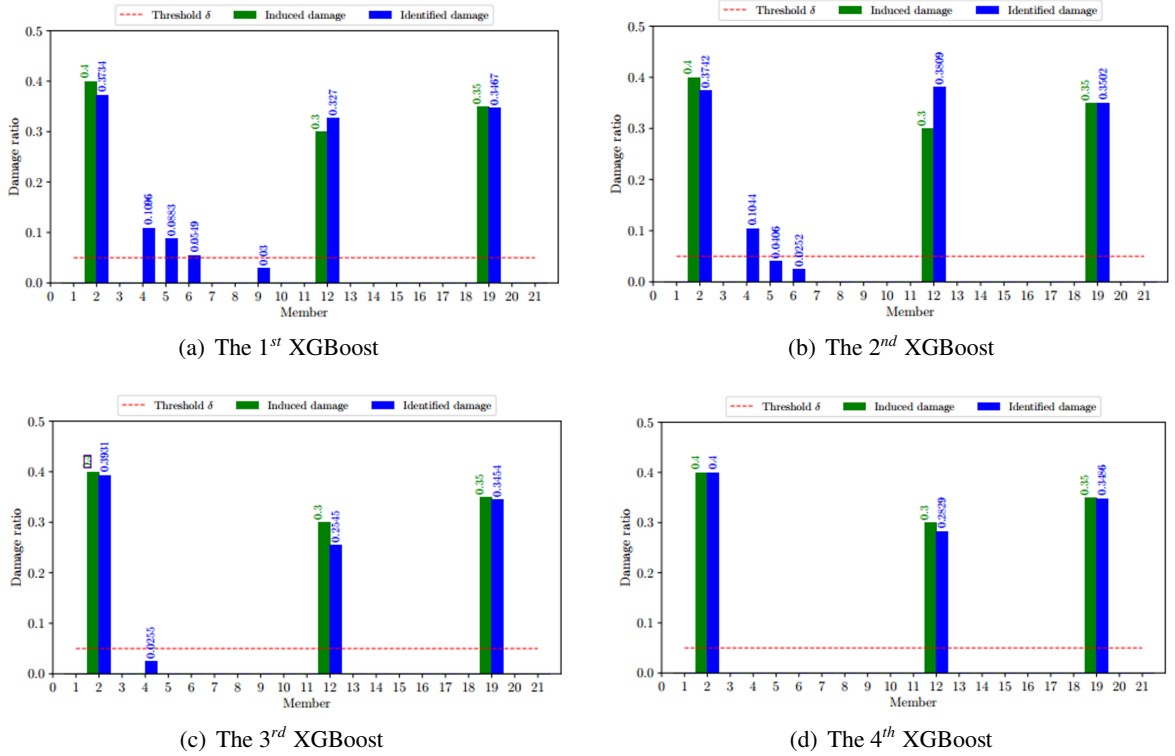 Threshold δ Induced damage Identified damage
0.5
0.4
0.3
0.2
0.1
0.0
Damage ratio
0.4
0.3734
0.1096
0.0883
0.0549
0.03
0.3
0.327
0.35
0.3467
0 1 2 3 4 5 6 7 8 9 10 11 12 13 14 15 16 17 18 19 20 21
Member
(a) The 1st XGBoost
Threshold δ Induced damage Identified damage
0.5
0.4
0.3
0.2
0.1
0.0
Damage ratio
0.4
0.3742
0.1044
0.0406
0.0252
0.3
0.3809
0.35
0.3502
0 1 2 3 4 5 6 7 8 9 10 11 12 13 14 15 16 17 18 19 20 21
Member
(b) The 2nd XGBoost
Threshold δ Induced damage Identified damage
0.5
0.4
0.3
0.2
0.1
0.0
Damage ratio
0.3931
0.0255
0.3
0.2545
0.35
0.3454
0 1 2 3 4 5 6 7 8 9 10 11 12 13 14 15 16 17 18 19 20 21
Member
(c) The 3rd XGBoost
Threshold δ Induced damage Identified damage
0.5
0.4
0.3
0.2
0.1
0.0
Damage ratio
0.4
0.4
0.3
0.2829
0.35
0.3486
0 1 2 3 4 5 6 7 8 9 10 11 12 13 14 15 16 17 18 19 20 21
Member
(d) The 4th XGBoost